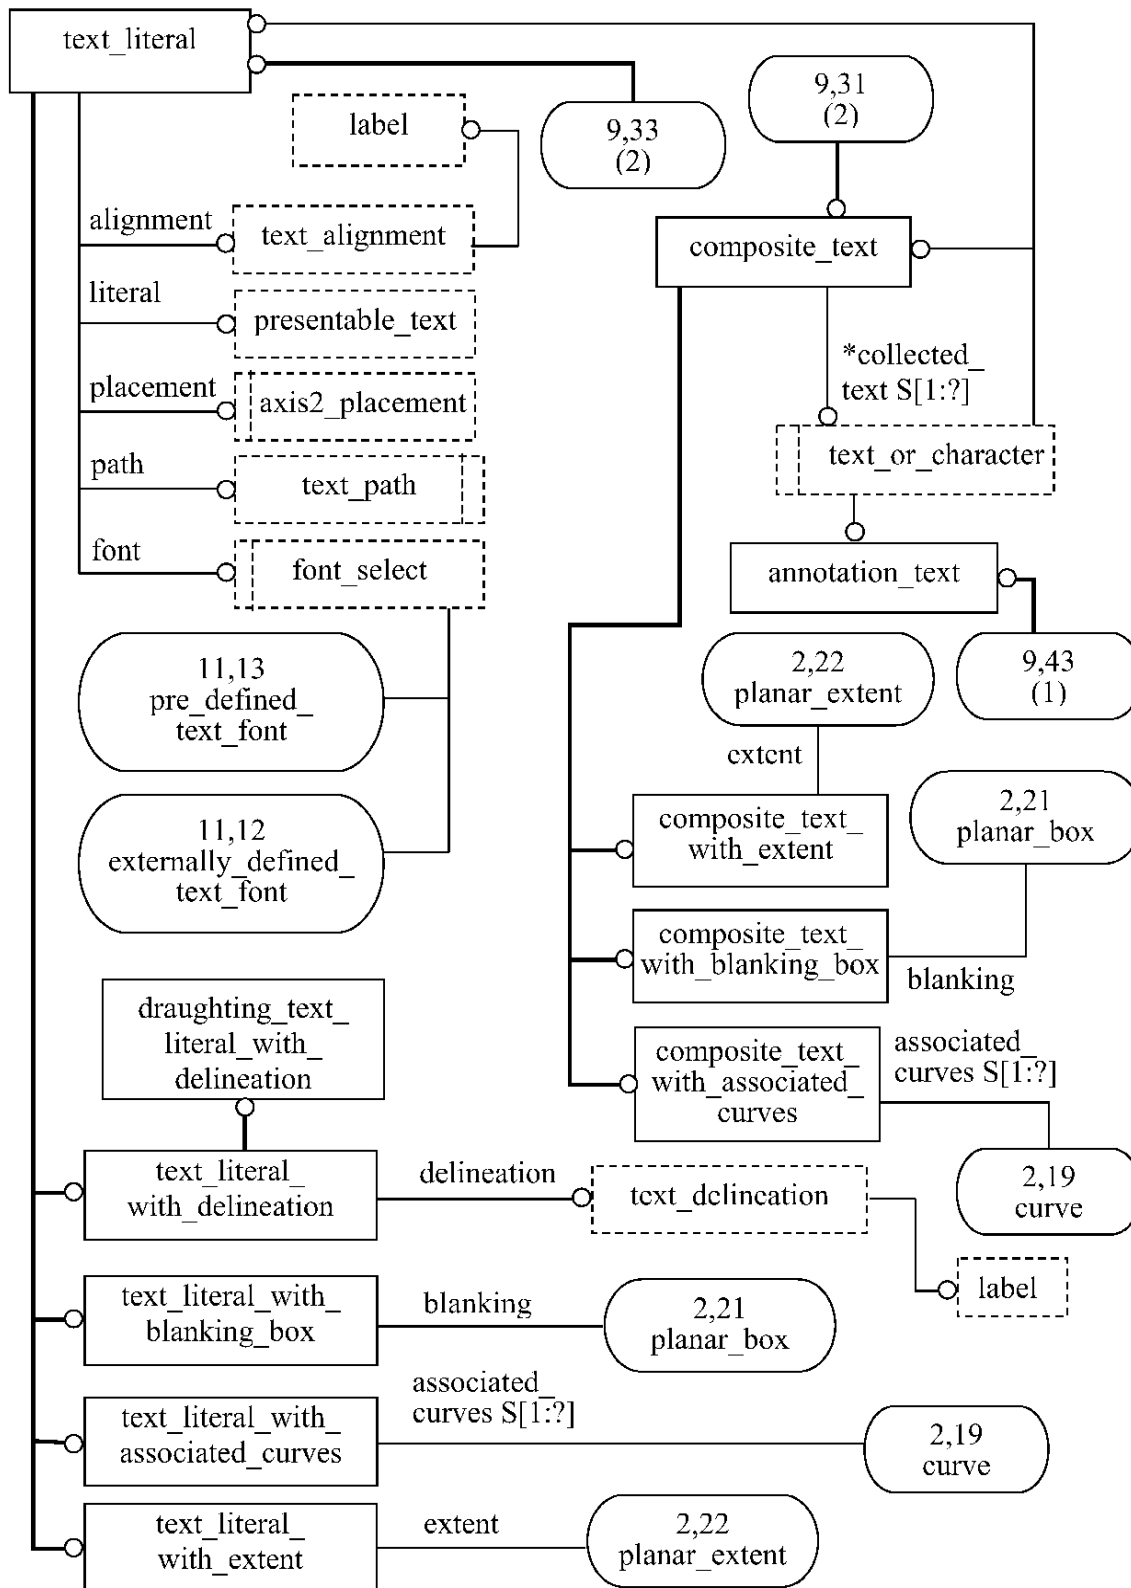 text_literal
9,31
(2)
label
9,33
(2)
alignment
text_alignment
composite_text
literal
presentable_text
*collected_
text S[1:?]
placement
axis2_placement
text_or_character
path
text_path
font
font_select
annotation_text
11,13
pre_defined_
text_font
2,22
planar_extent
9,43
(1)
extent
11,12
externally_defined_
text_font
composite_text_
with_extent
2,21
planar_box
composite_text_
with_blanking_box
blanking
draughting_text_
literal_with_
delineation
composite_text_
with_associated_
curves
associated_
curves S[1:?]
text_literal_
with_delineation
delineation
text_delineation
2,19
curve
label
text_literal_with_
blanking_box
blanking
2,21
planar_box
associated_
curves S[1:?]
text_literal_with_
associated_curves
2,19
curve
text_literal_
with_extent
extent
2,22
planar_extent